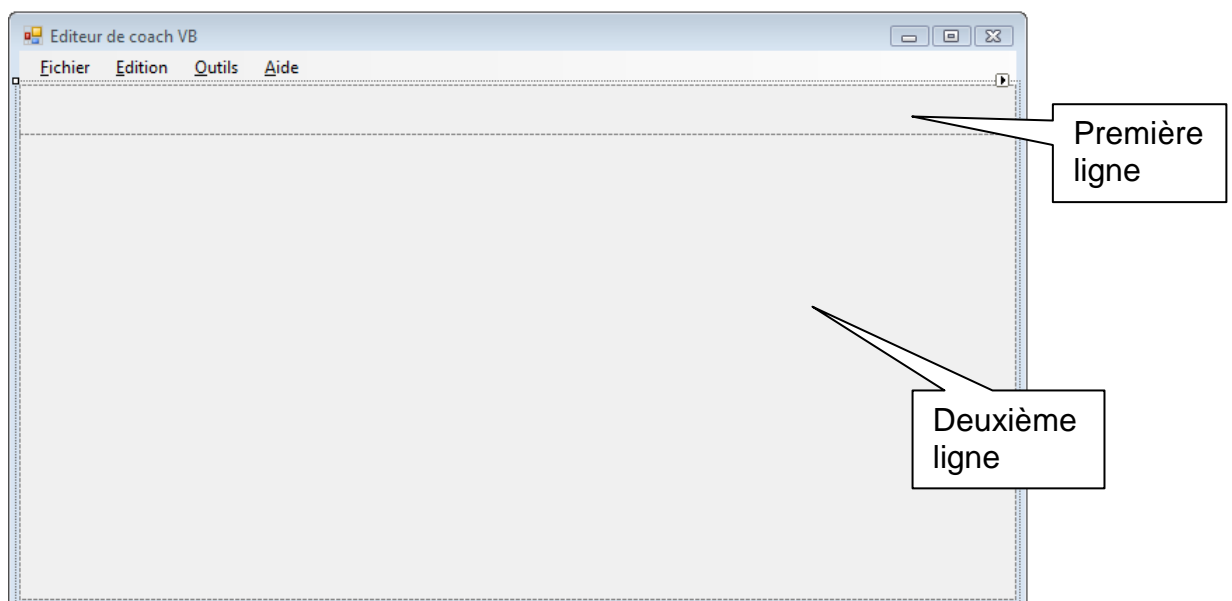 Editeur de coach VB
Fichier Edition Outils Aide
Première
ligne
Deuxième
ligne